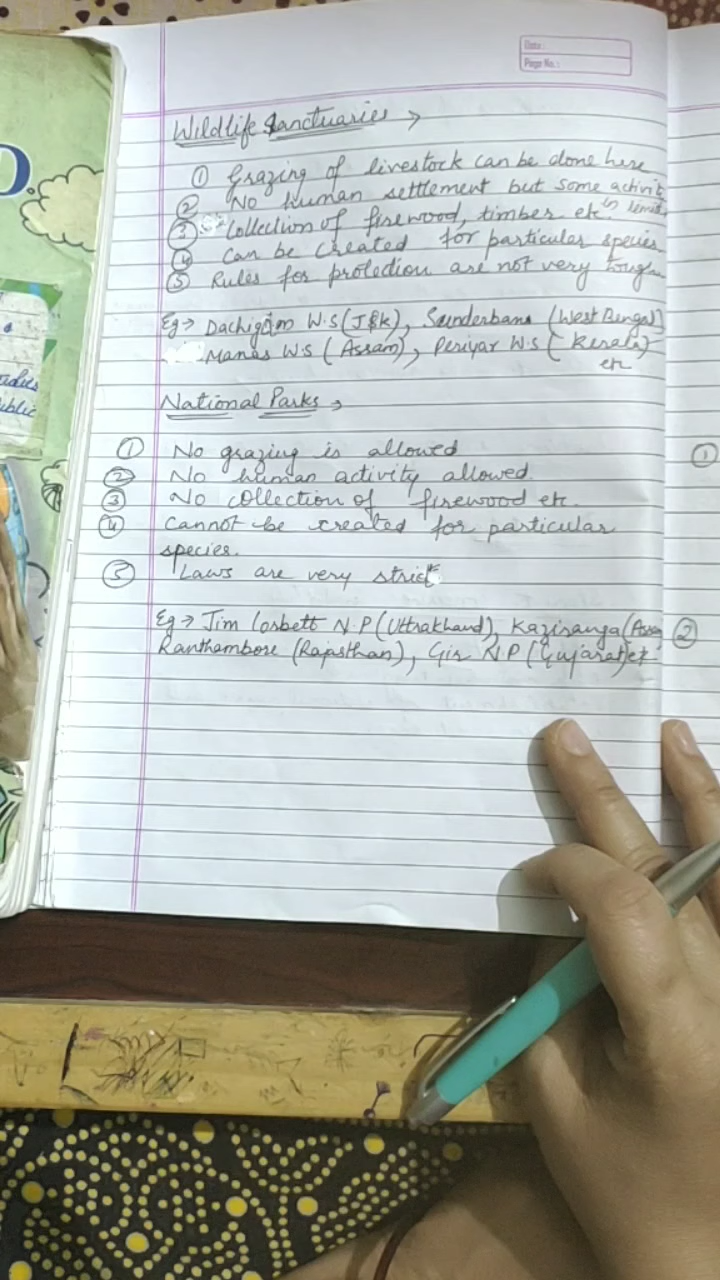 Date :
Page No. :
Wildlife Sanctuaries →
① Grazing of livestock can be done here
② No human settlement but some activit
in limit
③ Collection of firewood, timber etc.
④ Can be created for particular species
⑤ Rules for protection are not very tough
Eg → Dachigam W.S (J&K), Sunderbans (West Bengal)
Manas W.S (Assam), Periyar W.S (Kerala)
etc
National Parks →
① No grazing is allowed
② No human activity allowed.
③ No collection of firewood etc.
④ Cannot be created for particular
species.
⑤ Laws are very strict
Eg → Jim Corbett N.P (Uttrakhand), Kaziranga (Assam
Ranthambore (Rajasthan), Gir N.P (Gujarat) etc
①
②